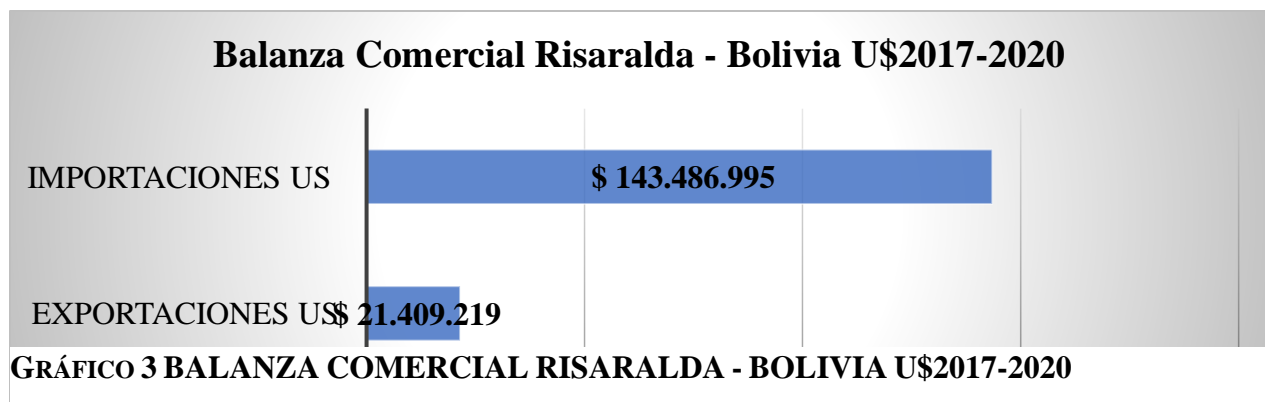 Balanza Comercial Risaralda - Bolivia U$2017-2020
IMPORTACIONES US
$ 143.486.995
EXPORTACIONES US
$ 21.409.219
GRÁFICO 3 BALANZA COMERCIAL RISARALDA - BOLIVIA U$2017-2020